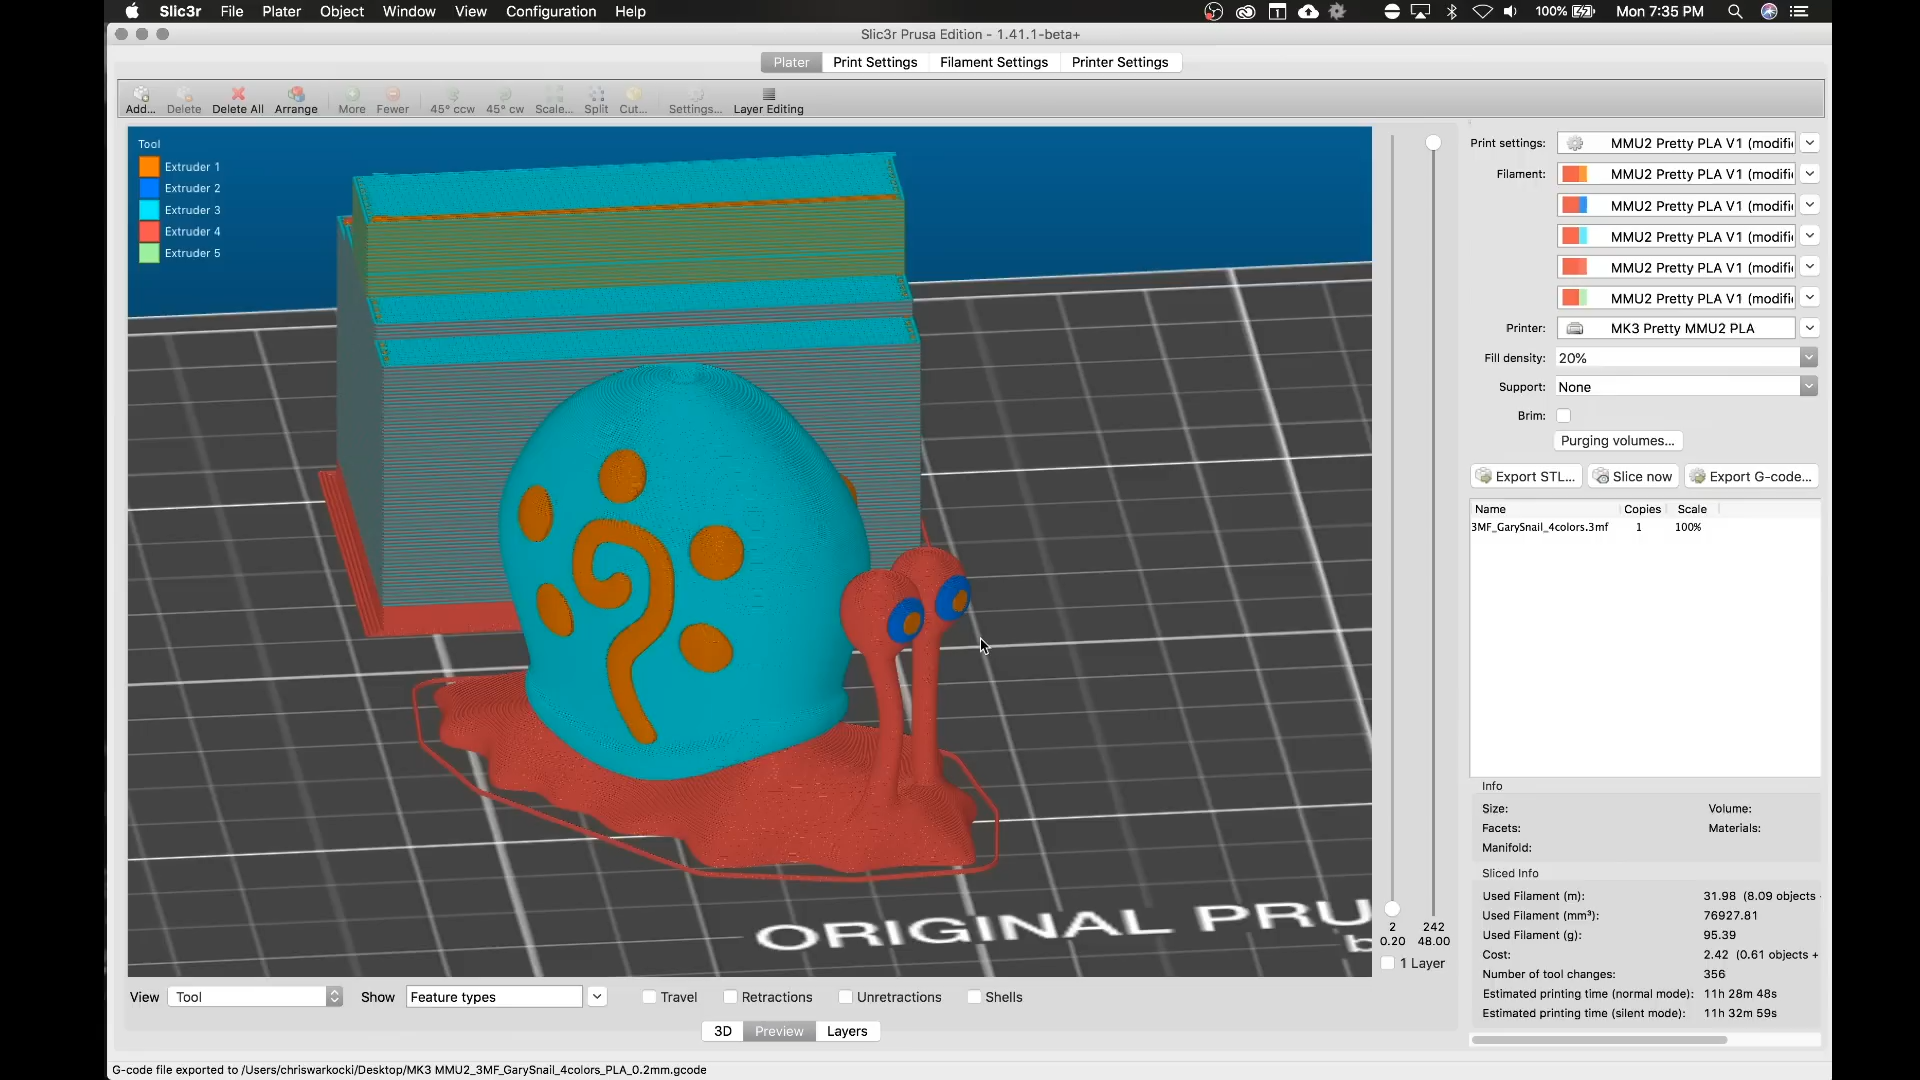 Slic3r File Plater Object Window View Configuration Help 1 100% Mon 7:35 PM
Slic3r Prusa Edition - 1.41.1-beta+
Plater Print Settings Filament Settings Printer Settings
Add... Delete Delete All Arrange More Fewer 45° ccw 45° cw Scale... Split Cut... Settings... Layer Editing
Tool
Extruder 1
Extruder 2
Extruder 3
Extruder 4
Extruder 5
ORIGINAL PRU
b
2 242
0.20 48.00
1 Layer
Print settings: MMU2 Pretty PLA V1 (modifi
Filament: MMU2 Pretty PLA V1 (modifi
MMU2 Pretty PLA V1 (modifi
MMU2 Pretty PLA V1 (modifi
MMU2 Pretty PLA V1 (modifi
MMU2 Pretty PLA V1 (modifi
Printer: MK3 Pretty MMU2 PLA
Fill density: 20%
Support: None
Brim:
Purging volumes...
Export STL... Slice now Export G-code...
Name Copies Scale
3MF_GarySnail_4colors.3mf 1 100%
Info
Size: Volume:
Facets: Materials:
Manifold:
Sliced Info
Used Filament (m): 31.98 (8.09 objects
Used Filament (mm³): 76927.81
Used Filament (g): 95.39
Cost: 2.42 (0.61 objects +
Number of tool changes: 356
Estimated printing time (normal mode): 11h 28m 48s
Estimated printing time (silent mode): 11h 32m 59s
View Tool Show Feature types Travel Retractions Unretractions Shells
3D Preview Layers
G-code file exported to /Users/chriswarkocki/Desktop/MK3 MMU2_3MF_GarySnail_4colors_PLA_0.2mm.gcode